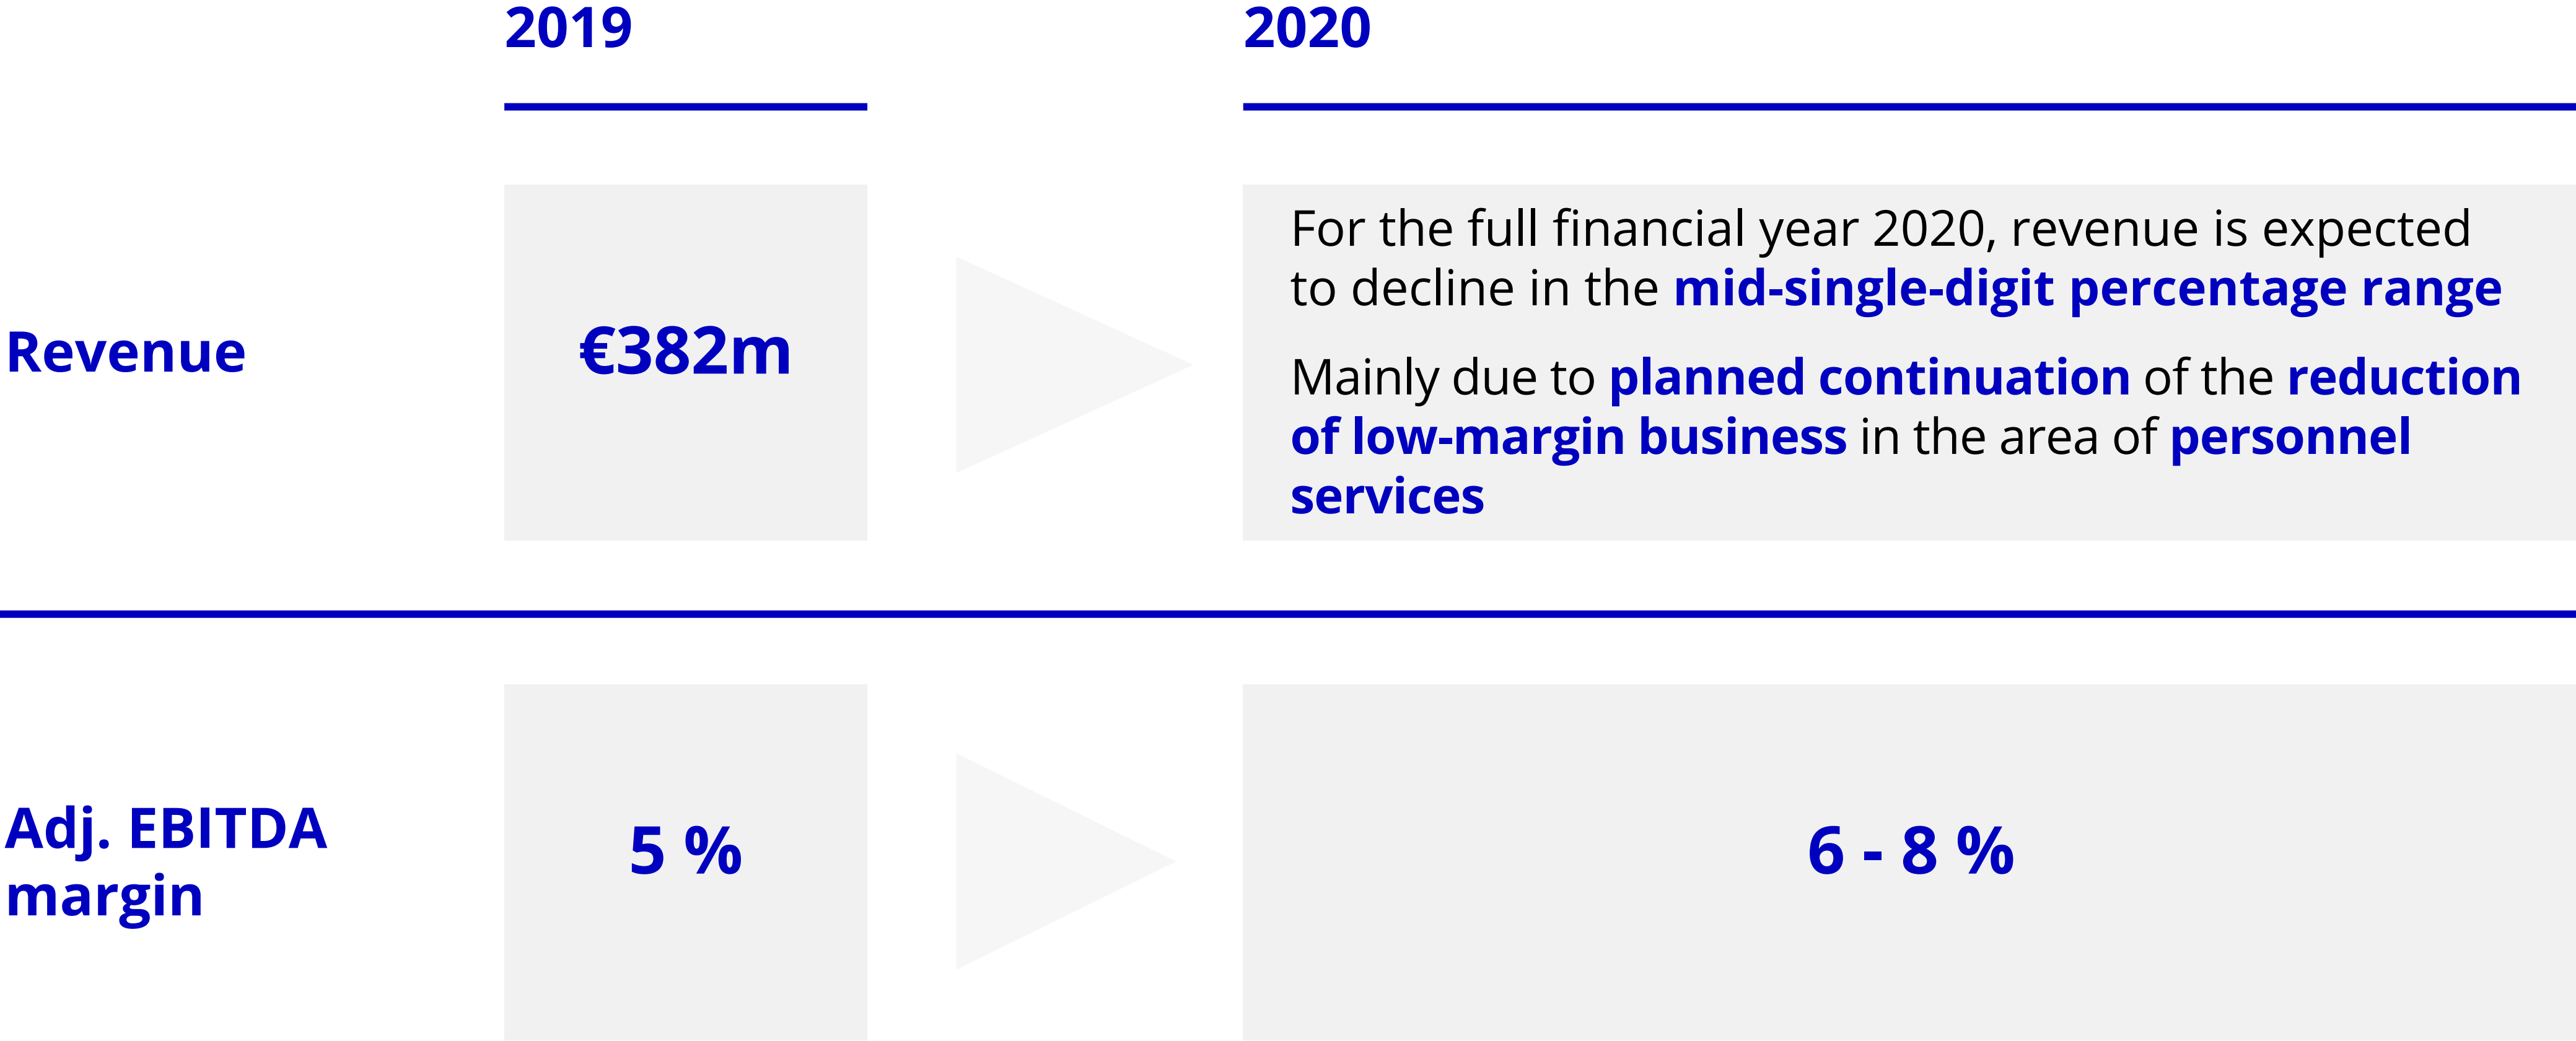 2019
2020
Revenue
€382m
For the full financial year 2020, revenue is expected
to decline in the mid-single-digit percentage range
Mainly due to planned continuation of the reduction
of low-margin business in the area of personnel
services
Adj. EBITDA
margin
5 %
6 - 8 %